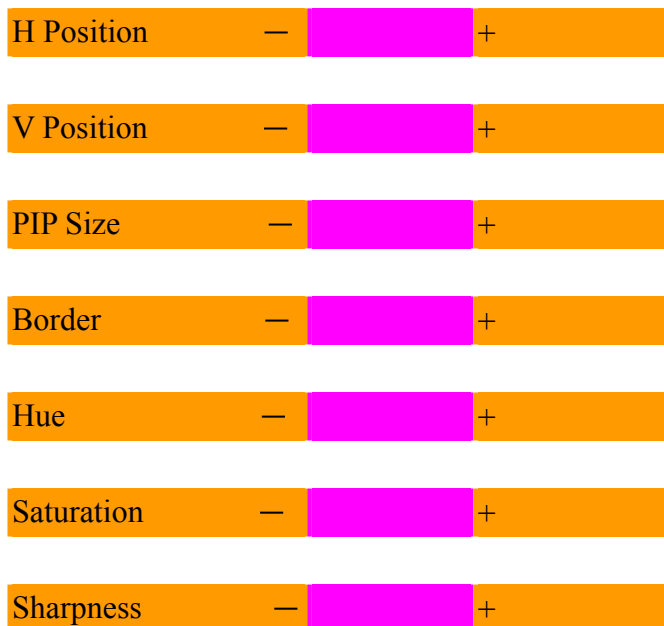 H Position — +
V Position — +
PIP Size — +
Border — +
Hue — +
Saturation — +
Sharpness — +